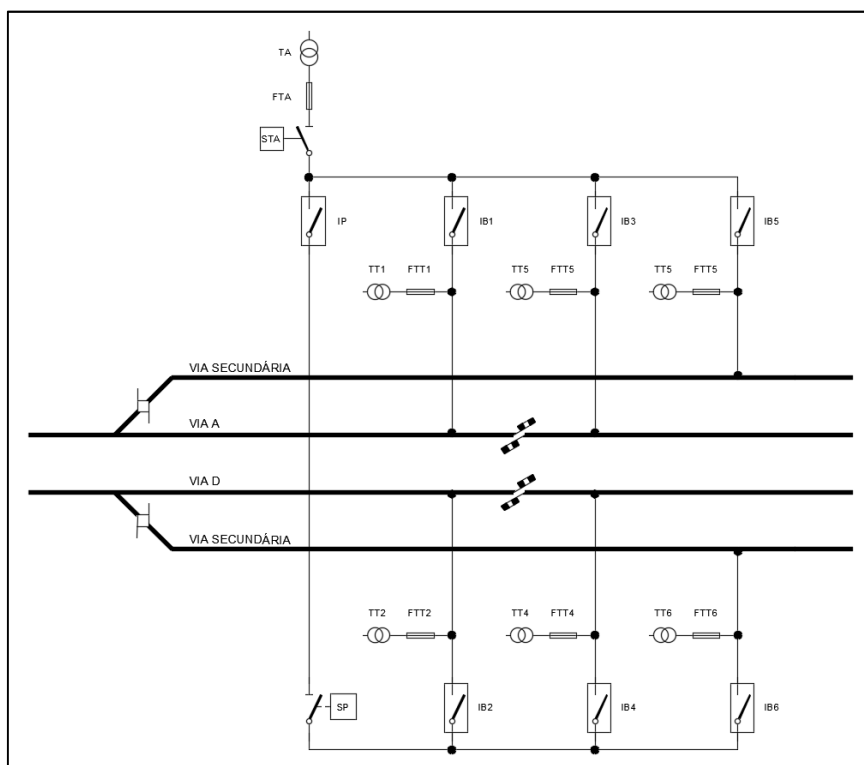 TA
FTA
STA
IP
IB1
IB3
IB5
TT1 FTT1
TT5 FTT5
TT5 FTT5
VIA SECUNDÁRIA
VIA A
VIA D
VIA SECUNDÁRIA
TT2 FTT2
TT4 FTT4
TT6 FTT6
SP
IB2
IB4
IB6